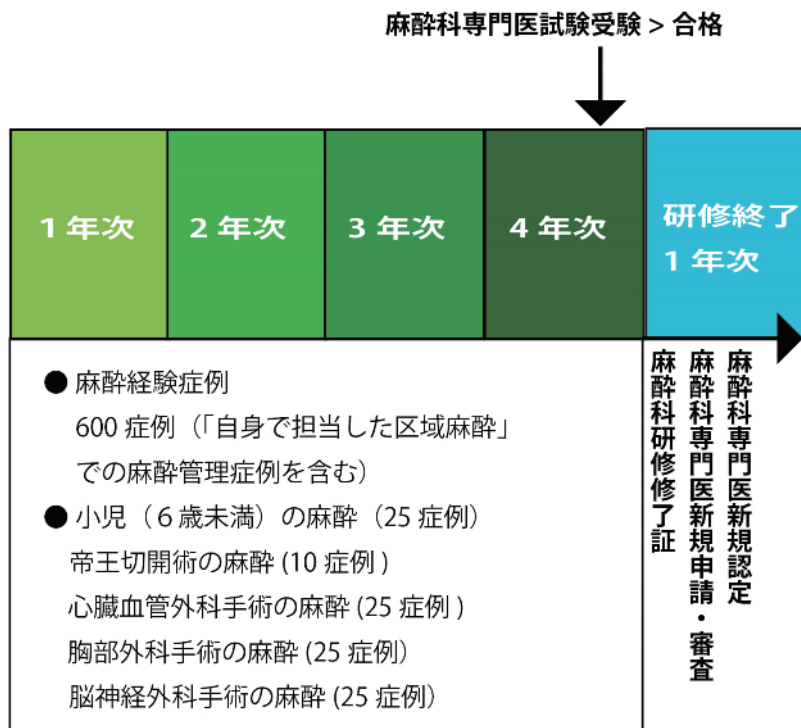 麻酔科専門医試験受験 > 合格
1 年次
2 年次
3 年次
4 年次
研修終了
1 年次
● 麻酔経験症例
600 症例（「自身で担当した区域麻酔」
での麻酔管理症例を含む）
● 小児（６歳未満）の麻酔（25 症例）
帝王切開術の麻酔 (10 症例 )
心臓血管外科手術の麻酔 (25 症例 )
胸部外科手術の麻酔 (25 症例）
脳神経外科手術の麻酔 (25 症例）
麻酔科研修修了証
麻酔科専門医新規申請・審査
麻酔科専門医新規認定